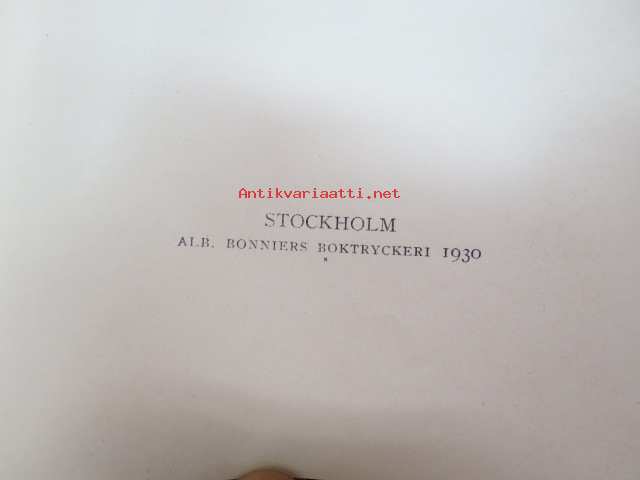 Antikvariaatti.net
STOCKHOLM
ALB. BONNIERS BOKTRYCKERI 1930